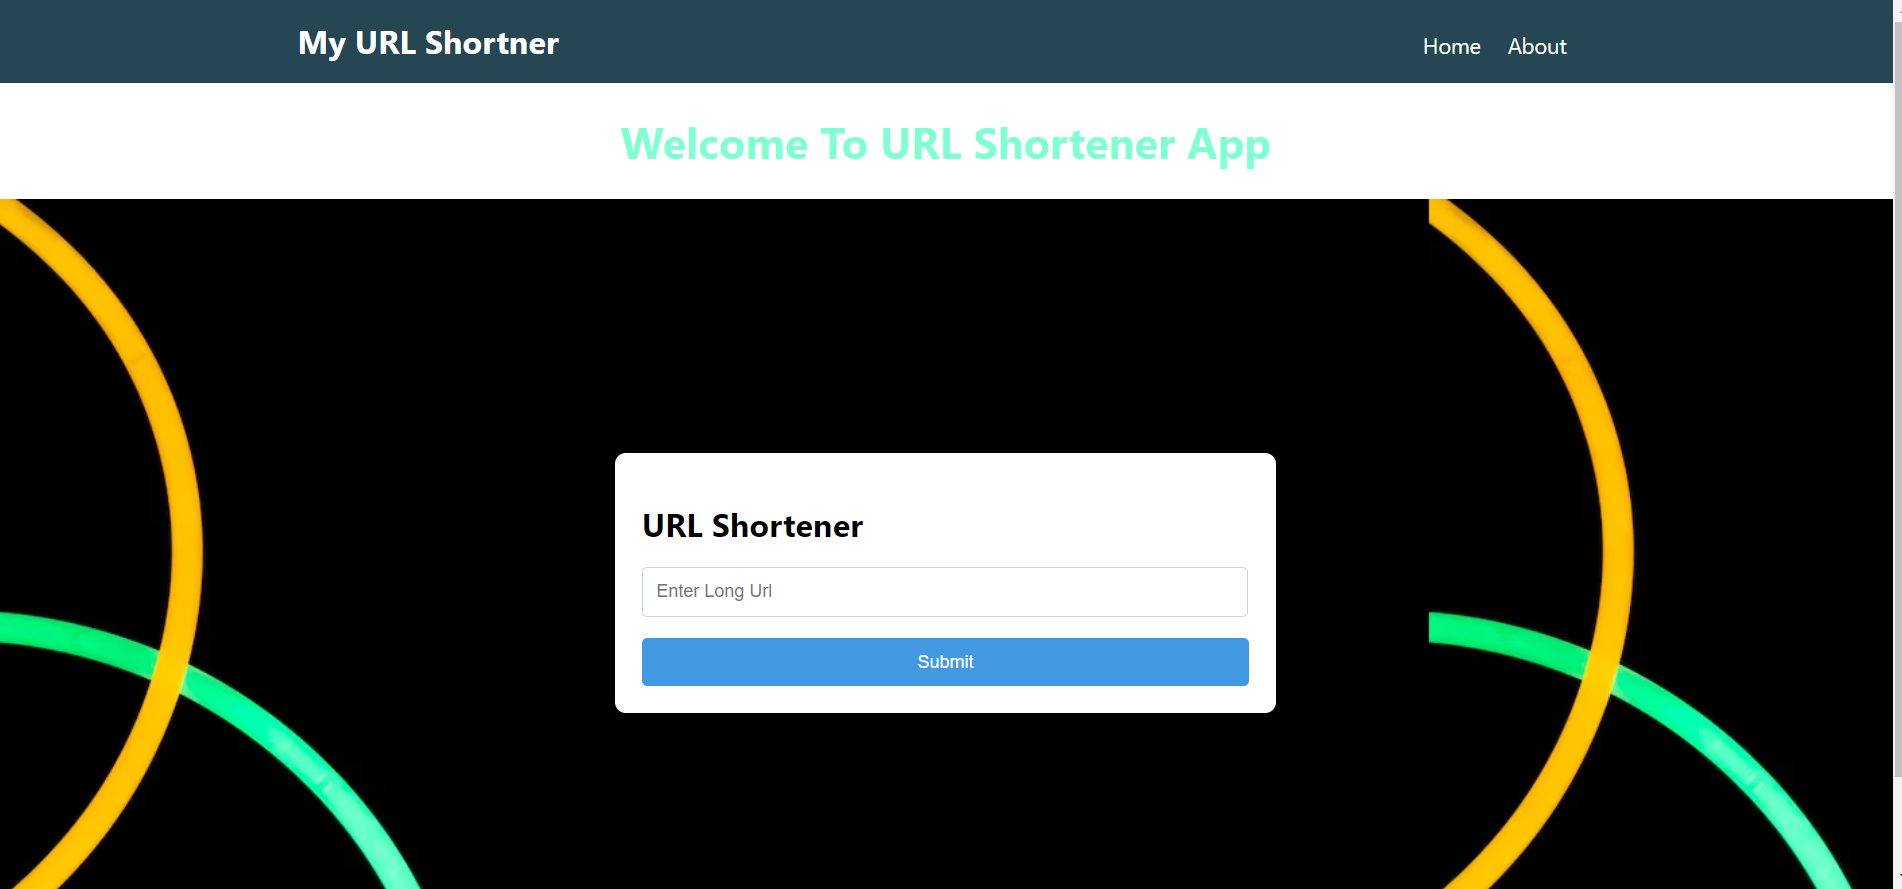 My URL Shortner
Home About
Welcome To URL Shortener App
URL Shortener
Enter Long Url
Submit